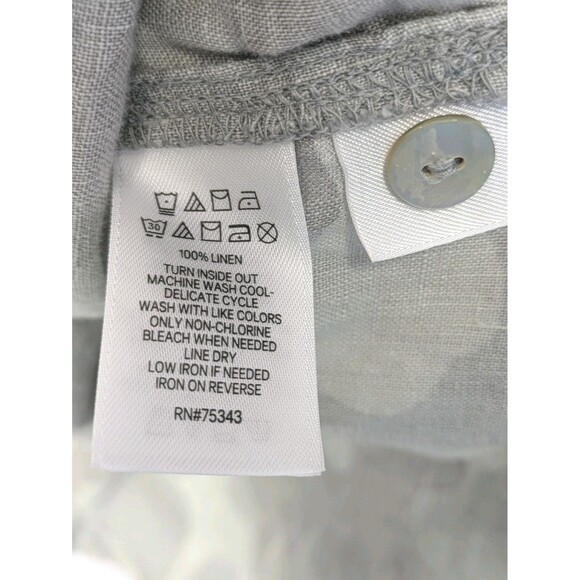 30
100% LINEN
TURN INSIDE OUT
MACHINE WASH COOL-
DELICATE CYCLE
WASH WITH LIKE COLORS
ONLY NON-CHLORINE
BLEACH WHEN NEEDED
LINE DRY
LOW IRON IF NEEDED
IRON ON REVERSE
RN#75343